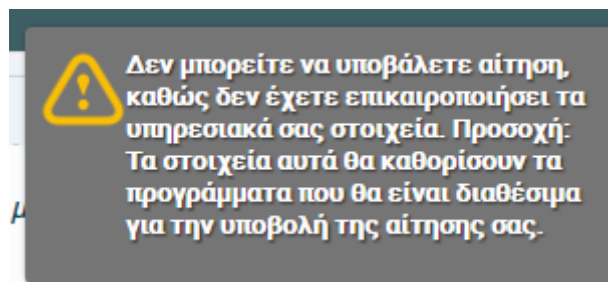 Δεν μπορείτε να υποβάλετε αίτηση,
καθώς δεν έχετε επικαιροποιήσει τα
υπηρεσιακά σας στοιχεία. Προσοχή:
Τα στοιχεία αυτά θα καθορίσουν τα
προγράμματα που θα είναι διαθέσιμα
για την υποβολή της αίτησης σας.